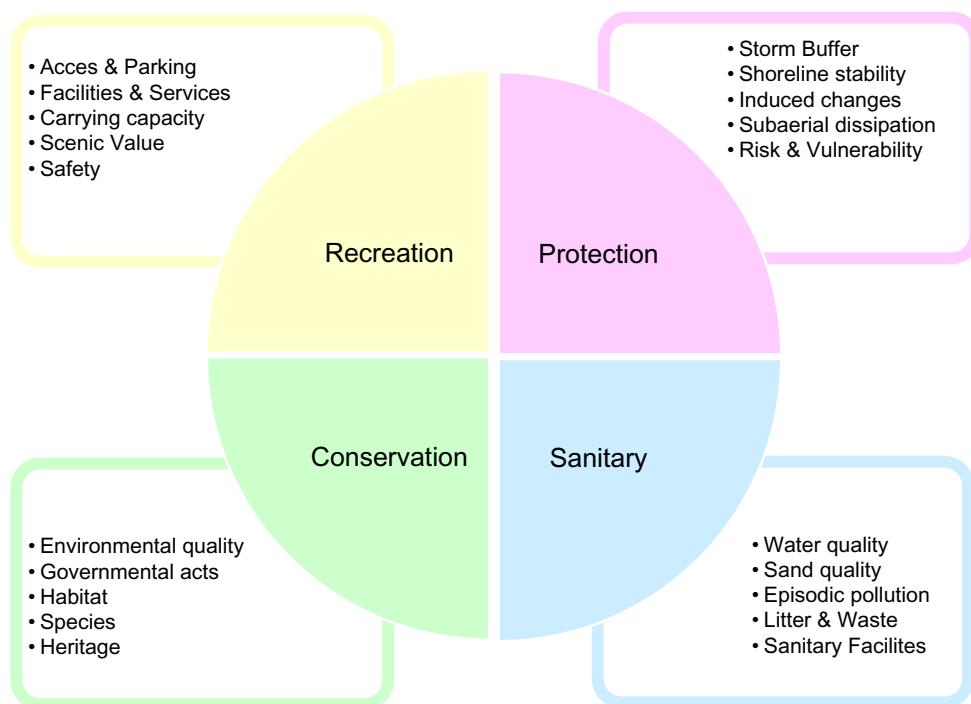 • Acces & Parking
• Facilities & Services
• Carrying capacity
• Scenic Value
• Safety
• Storm Buffer
• Shoreline stability
• Induced changes
• Subaerial dissipation
• Risk & Vulnerability
Recreation
Protection
Conservation
Sanitary
• Environmental quality
• Governmental acts
• Habitat
• Species
• Heritage
• Water quality
• Sand quality
• Episodic pollution
• Litter & Waste
• Sanitary Facilites